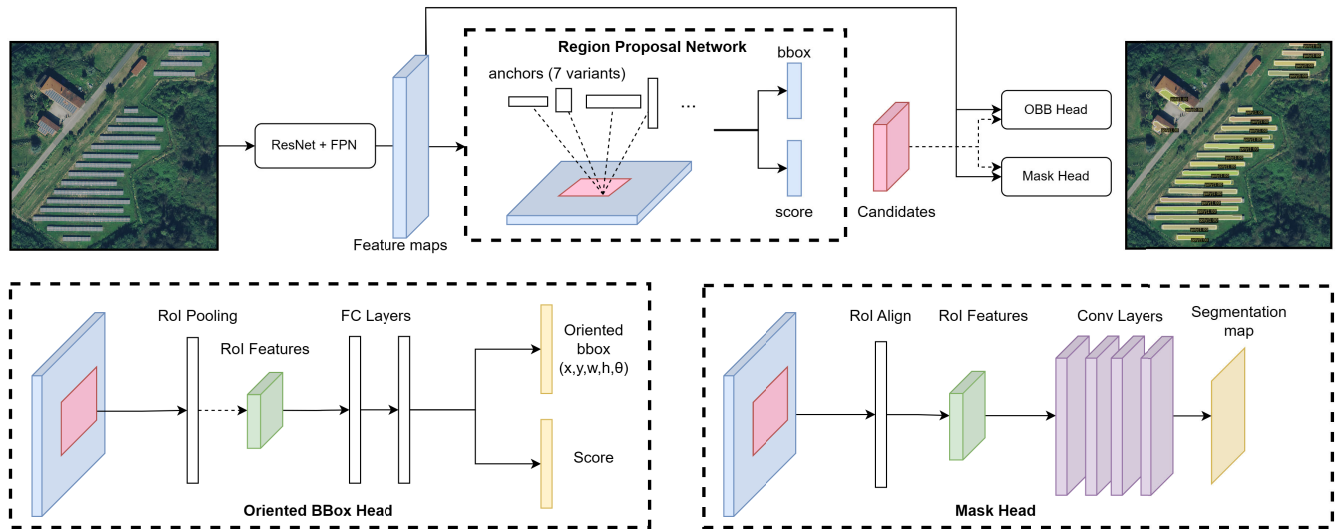 Region Proposal Network
bbox
anchors (7 variants)
...
OBB Head
ResNet + FPN
Mask Head
score
Candidates
Feature maps
RoI Pooling
FC Layers
RoI Features
Oriented
bbox
(x,y,w,h,θ)
Score
Oriented BBox Head
RoI Align
RoI Features
Conv Layers
Segmentation
map
Mask Head